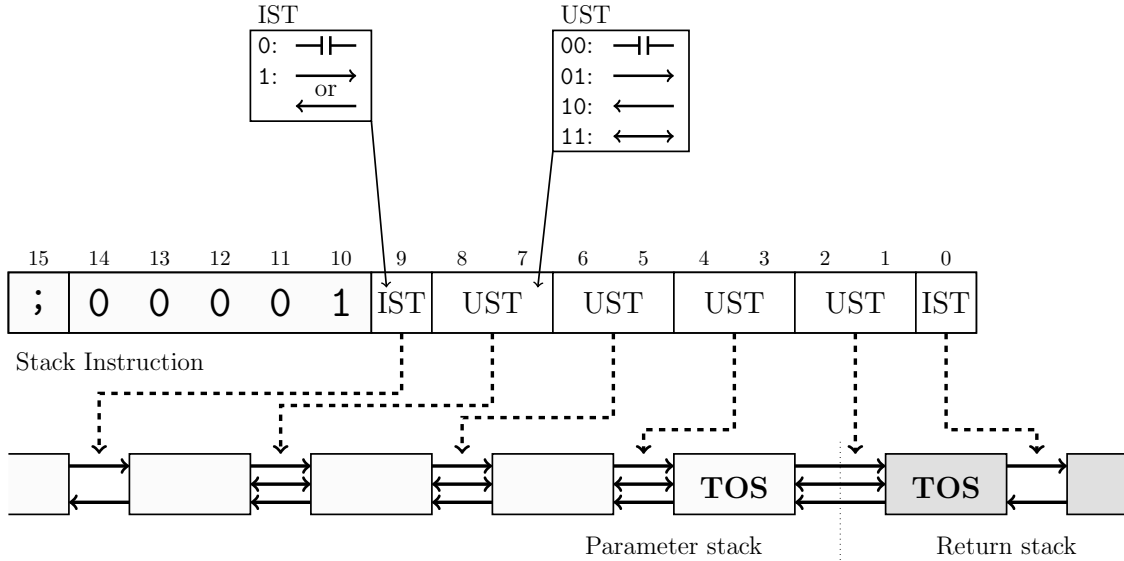 IST UST
0: 00:
1: 01:
or
10:
11:
15 14 13 12 11 10 9 8 7 6 5 4 3 2 1 0
; 0 0 0 0 1 IST UST UST UST UST IST
Stack Instruction
TOS TOS
Parameter stack Return stack